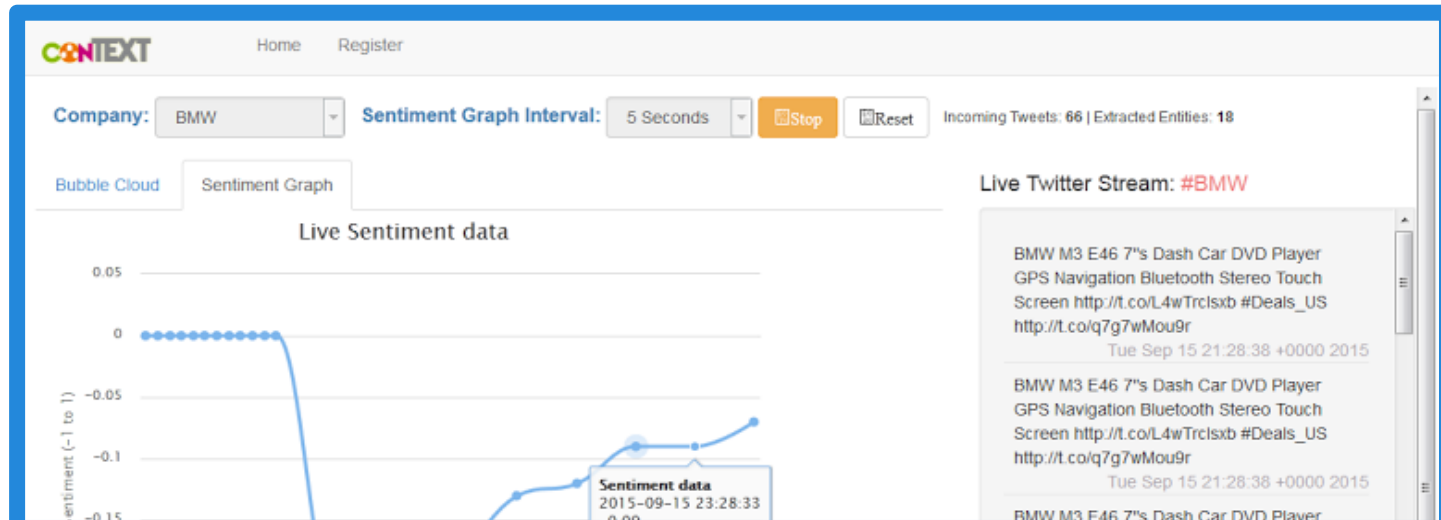 CONTEXT Home Register
Company: BMW Sentiment Graph Interval: 5 Seconds Stop Reset Incoming Tweets: 66 | Extracted Entities: 18
Bubble Cloud Sentiment Graph
Live Sentiment data
0.05
0
-0.05
-0.1
-0.15
(-1 to 1)
Sentiment data
2015-09-15 23:28:33
Live Twitter Stream: #BMW
BMW M3 E46 7"s Dash Car DVD Player
GPS Navigation Bluetooth Stereo Touch
Screen http://t.co/L4wTrclsxb #Deals_US
http://t.co/q7g7wMou9r
Tue Sep 15 21:28:38 +0000 2015
BMW M3 E46 7"s Dash Car DVD Player
GPS Navigation Bluetooth Stereo Touch
Screen http://t.co/L4wTrclsxb #Deals_US
http://t.co/q7g7wMou9r
Tue Sep 15 21:28:38 +0000 2015
BMW M3 E46 7"s Dash Car DVD Player